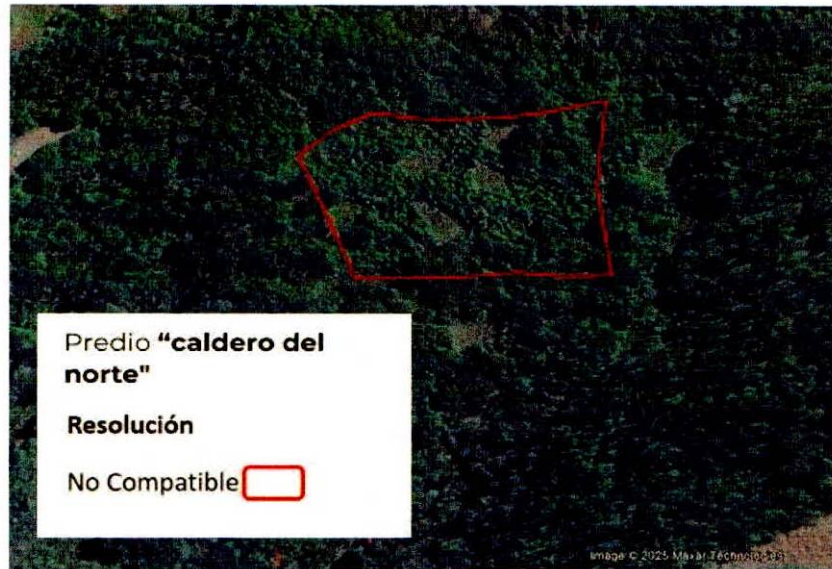 Predio “caldero del
norte"
Resolución
No Compatible
Image © 2025 Maxar Technologies